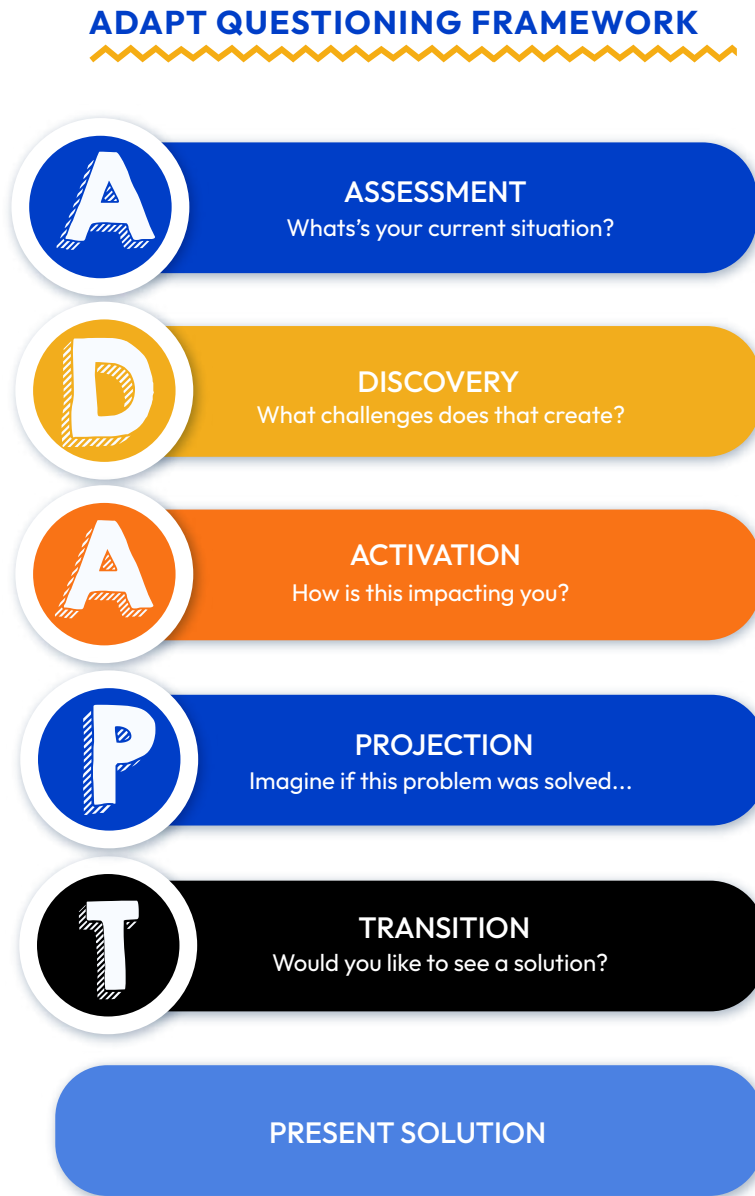 ADAPT QUESTIONING FRAMEWORK
A
ASSESSMENT
Whats's your current situation?
D
DISCOVERY
What challenges does that create?
A
ACTIVATION
How is this impacting you?
P
PROJECTION
Imagine if this problem was solved...
T
TRANSITION
Would you like to see a solution?
PRESENT SOLUTION